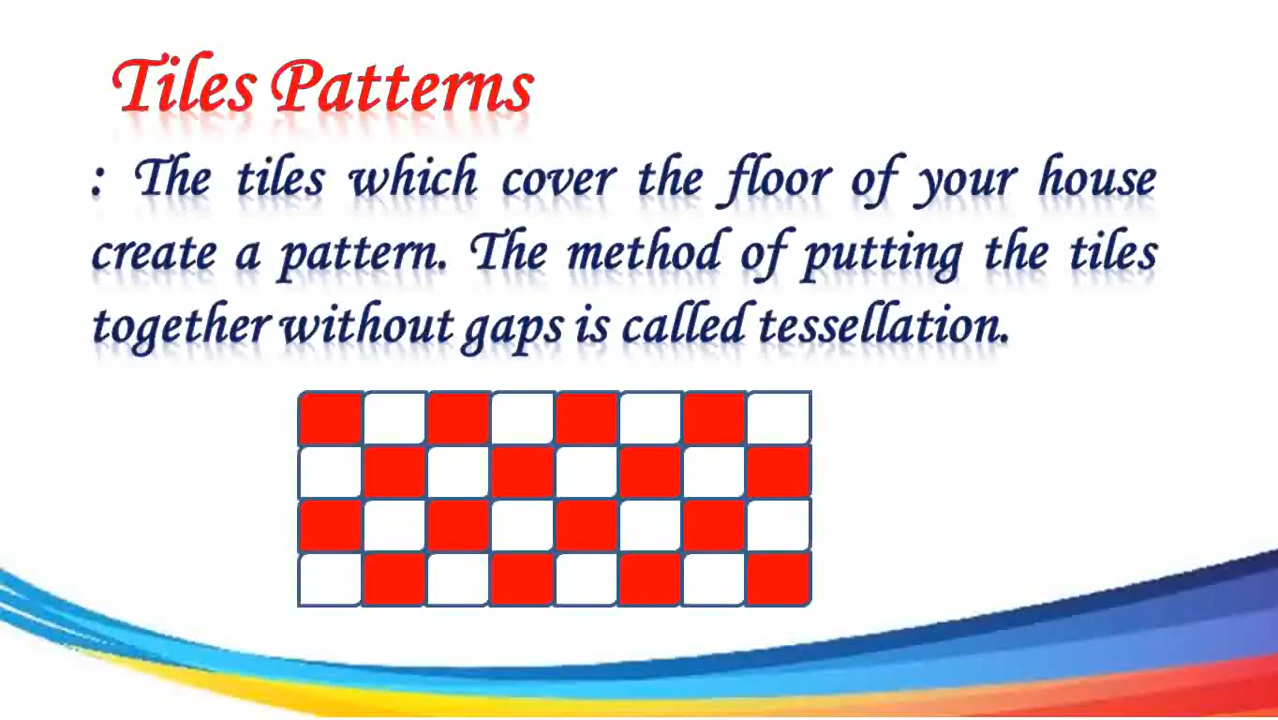 Tiles Patterns
: The tiles which cover the floor of your house
create a pattern. The method of putting the tiles
together without gaps is called tessellation.